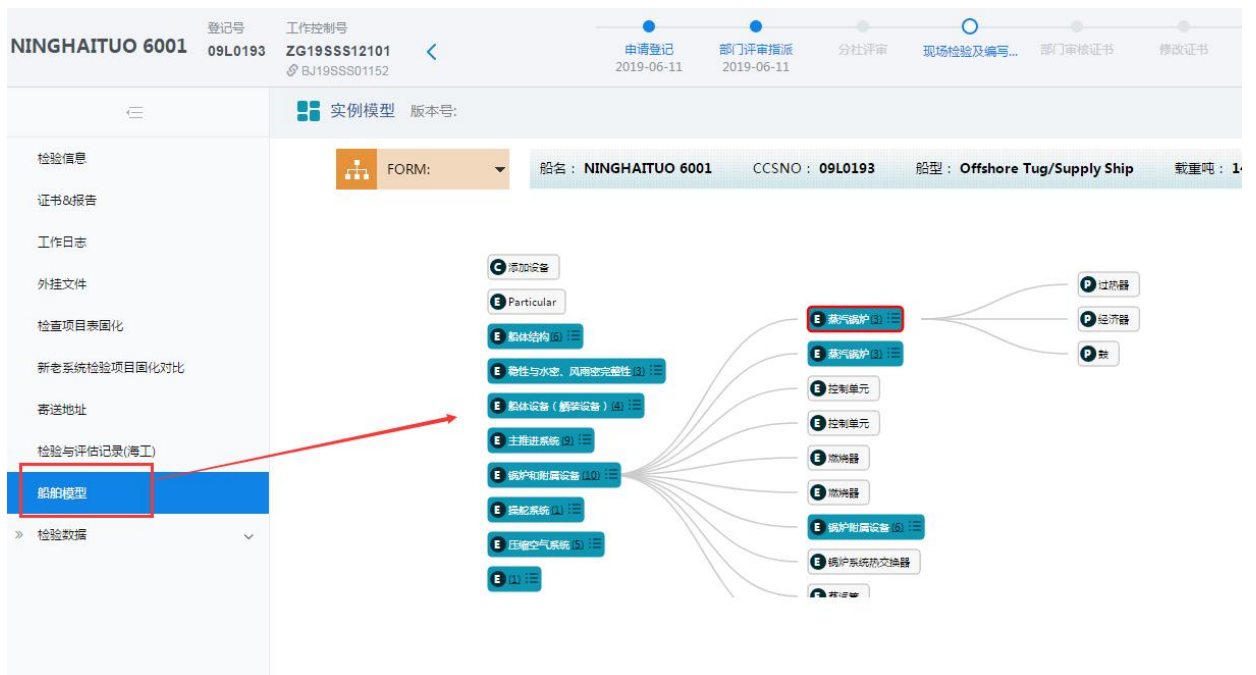 NINGHAITUO 6001
登记号
09L0193
工作控制号
ZG19SSS12101
BJ19SSS01152
申请登记
2019-06-11
部门评审指派
2019-06-11
分社评审
现场检验及编写...
部门审核证书
修改证书
实例模型 版本号:
检验信息
证书&报告
工作日志
外挂文件
检查项目表固化
新老系统检验项目固化对比
寄送地址
检验与评估记录(海工)
船舶模型
检验数据
FORM:
船名： NINGHAITUO 6001 CCSNO： 09L0193 船型： Offshore Tug/Supply Ship 载重吨： 14
C 添加设备
E Particular
E 船体结构(6)
E 稳性与水密、风雨密完整性(3)
E 船体设备（舾装设备）(4)
E 主推进系统(9)
E 锅炉和附属设备(10)
E 操舵系统(1)
E 压缩空气系统(5)
E (1)
E 蒸汽锅炉(3)
E 蒸汽锅炉(3)
E 控制单元
E 控制单元
E 燃烧器
E 燃烧器
E 锅炉附属设备(6)
E 锅炉系统热交换器
P 过热器
P 经济器
P 鼓